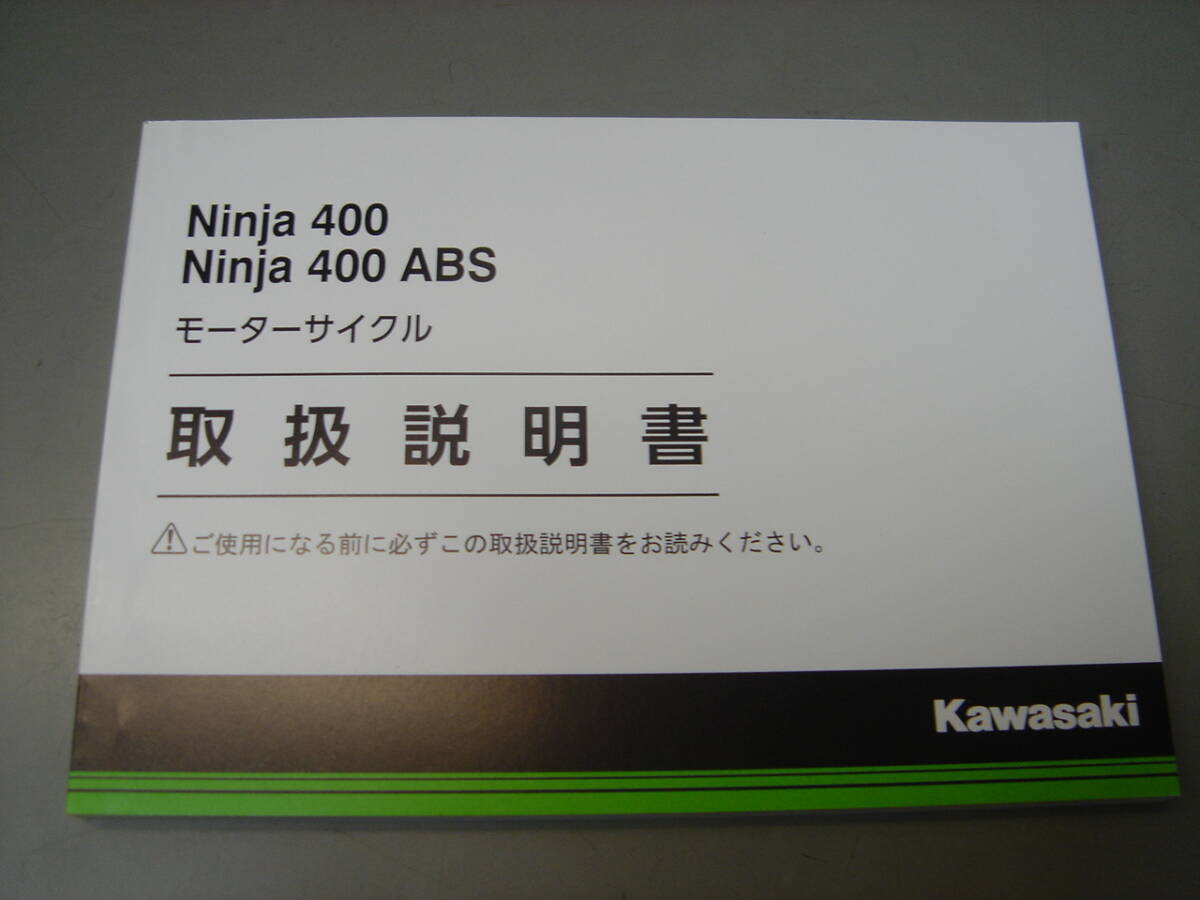 Ninja 400
Ninja 400 ABS
モーターサイクル
取扱説明書
⚠ご使用になる前に必ずこの取扱説明書をお読みください。
Kawasaki